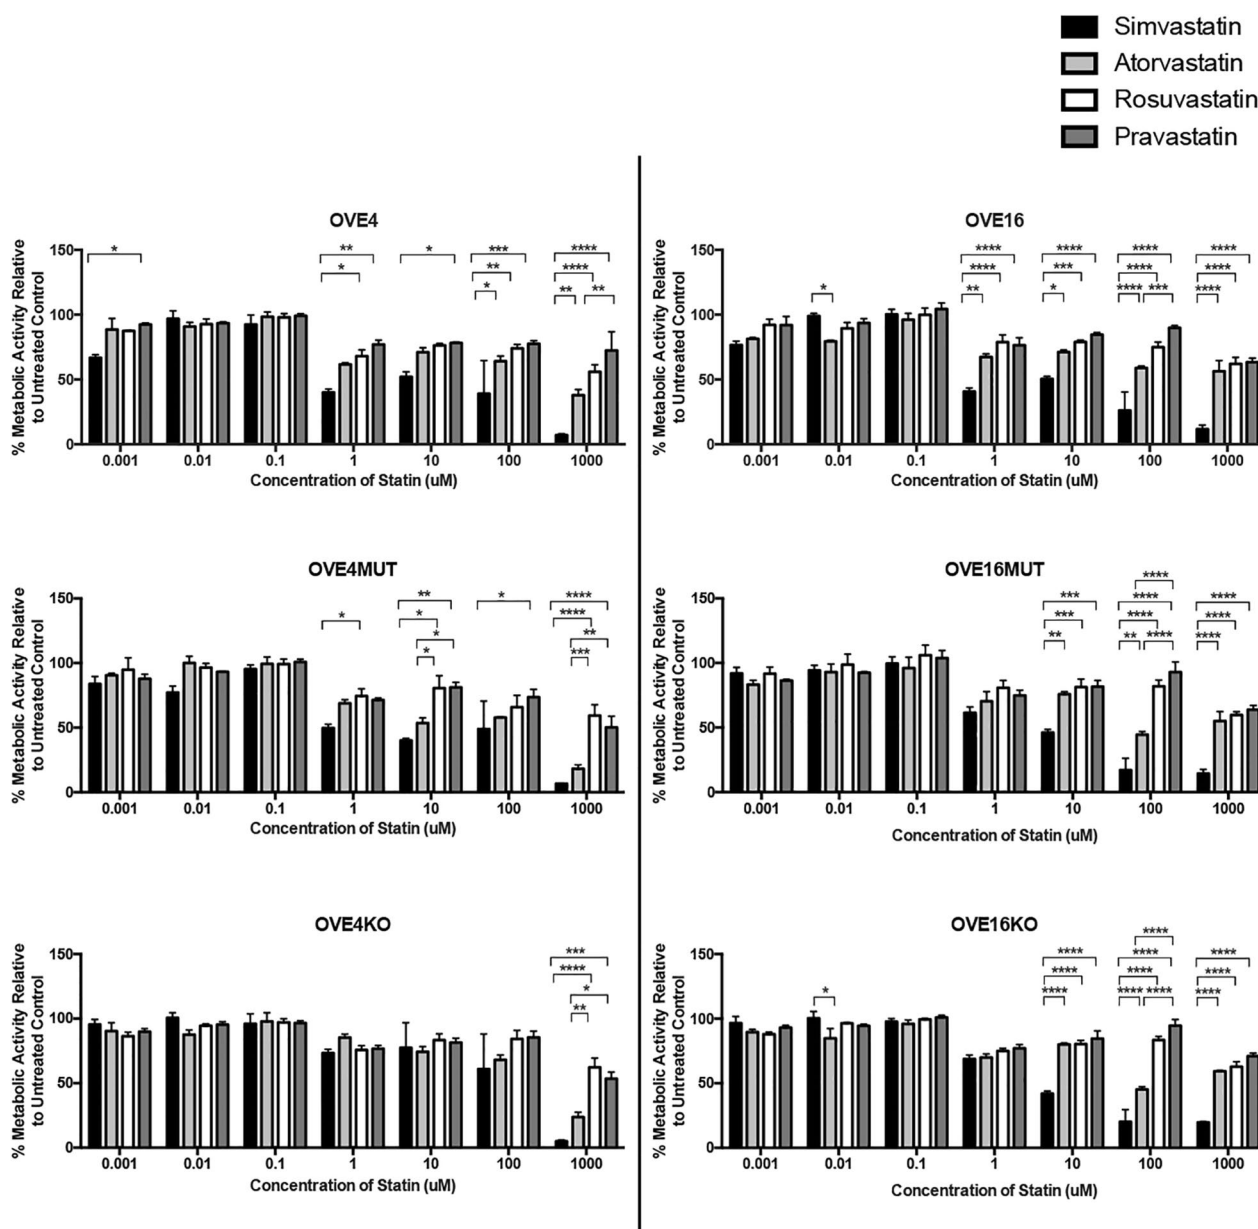 Simvastatin
Atorvastatin
Rosuvastatin
Pravastatin
OVE4
% Metabolic Activity Relative
to Untreated Control
150
100
50
0
* ** * * *** ** * **** **** ** **
0.001 0.01 0.1 1 10 100 1000
Concentration of Statin (uM)
OVE16
% Metabolic Activity Relative
to Untreated Control
150
100
50
0
* **** **** ** **** *** * **** **** **** *** **** **** ****
0.001 0.01 0.1 1 10 100 1000
Concentration of Statin (uM)
OVE4MUT
% Metabolic Activity Relative
to Untreated Control
150
100
50
0
* ** * * * * **** **** ** ***
0.001 0.01 0.1 1 10 100 1000
Concentration of Statin (uM)
OVE16MUT
% Metabolic Activity Relative
to Untreated Control
150
100
50
0
*** *** ** **** **** **** ** **** **** **** ****
0.001 0.01 0.1 1 10 100 1000
Concentration of Statin (uM)
OVE4KO
% Metabolic Activity Relative
to Untreated Control
150
100
50
0
*** **** * **
0.001 0.01 0.1 1 10 100 1000
Concentration of Statin (uM)
OVE16KO
% Metabolic Activity Relative
to Untreated Control
150
100
50
0
* **** **** **** **** **** **** **** **** **** **** ****
0.001 0.01 0.1 1 10 100 1000
Concentration of Statin (uM)